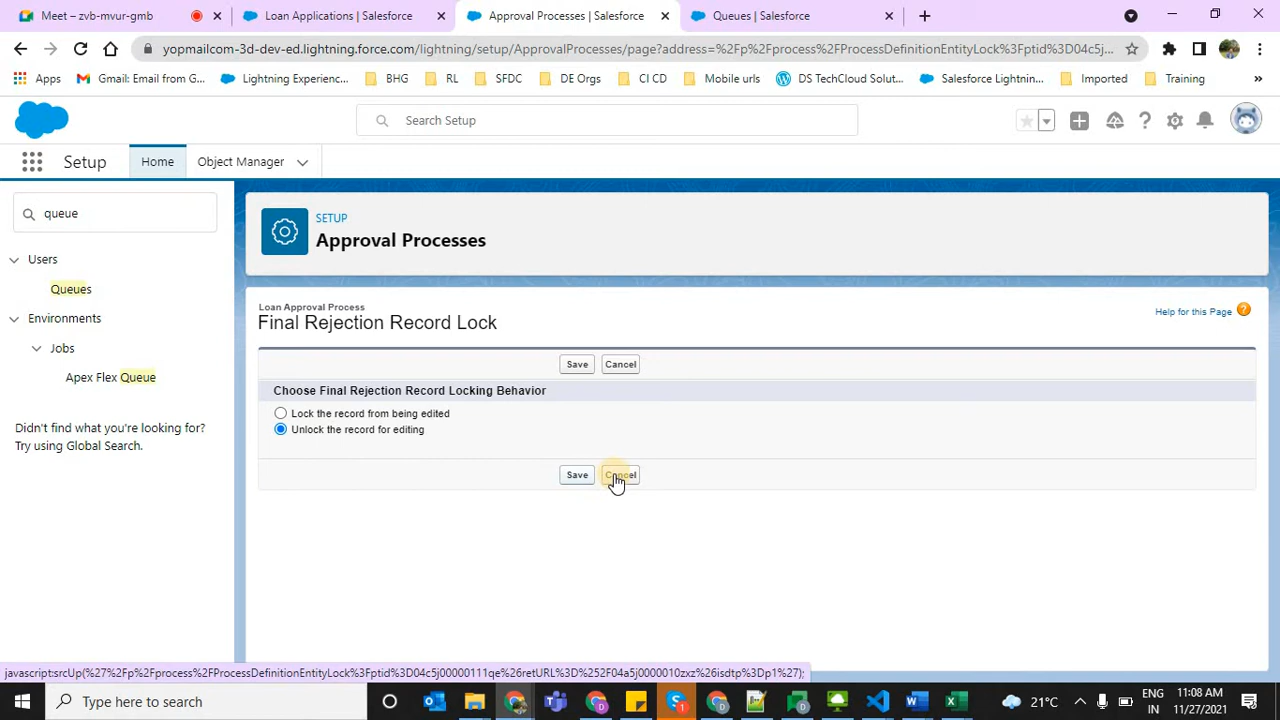 Meet – zvb-mvur-gmb
Loan Applications | Salesforce
Approval Processes | Salesforce
Queues | Salesforce
yopmailcom-3d-dev-ed.lightning.force.com/lightning/setup/ApprovalProcesses/page?address=%2Fp%2Fprocess%2FProcessDefinitionEntityLock%3Fptid%3D04c5j...
Apps
Gmail: Email from G...
Lightning Experienc...
BHG
RL
SFDC
DE Orgs
CI CD
Mobile urls
DS TechCloud Solut...
Salesforce Lightnin...
Imported
Training
»
Search Setup
Setup
Home
Object Manager
queue
Users
Queues
Environments
Jobs
Apex Flex Queue
Didn't find what you're looking for?
Try using Global Search.
SETUP
Approval Processes
Loan Approval Process
Final Rejection Record Lock
Help for this Page
Save
Cancel
Choose Final Rejection Record Locking Behavior
Lock the record from being edited
Unlock the record for editing
Save
Cancel
javascript:srcUp(%27%2Fp%2Fprocess%2FProcessDefinitionEntityLock%3Fptid%3D04c5j00000111qe%26retURL%3D%252F04a5j0000010zxz%26isdtp%3Dp1%27);
Type here to search
21°C
ENG
IN
11:08 AM
11/27/2021